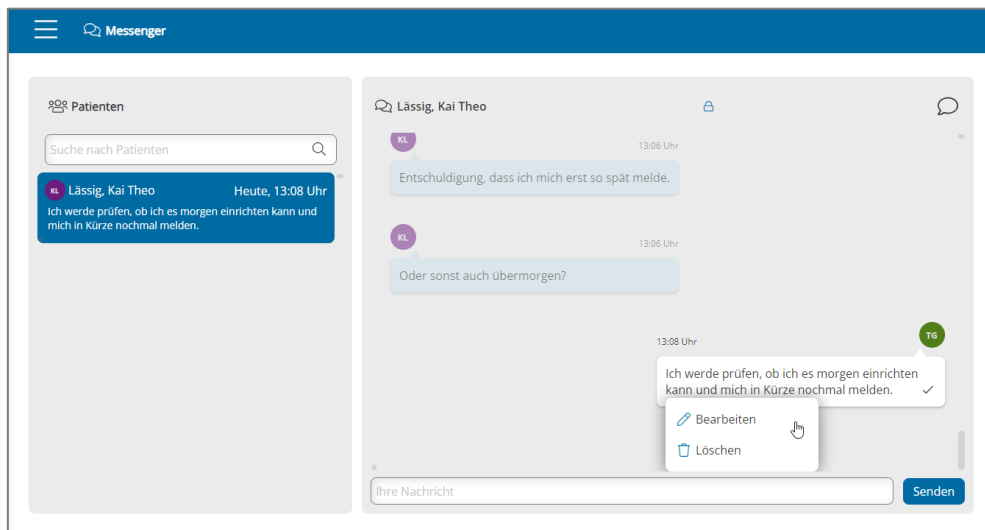 Messenger
Patienten
Suche nach Patienten
KL Lässig, Kai Theo Heute, 13:08 Uhr
Ich werde prüfen, ob ich es morgen einrichten kann und
mich in Kürze nochmal melden.
Lässig, Kai Theo
KL
13:06 Uhr
Entschuldigung, dass ich mich erst so spät melde.
KL
13:06 Uhr
Oder sonst auch übermorgen?
TG
13:08 Uhr
Ich werde prüfen, ob ich es morgen einrichten
kann und mich in Kürze nochmal melden.
Bearbeiten
Löschen
Ihre Nachricht
Senden